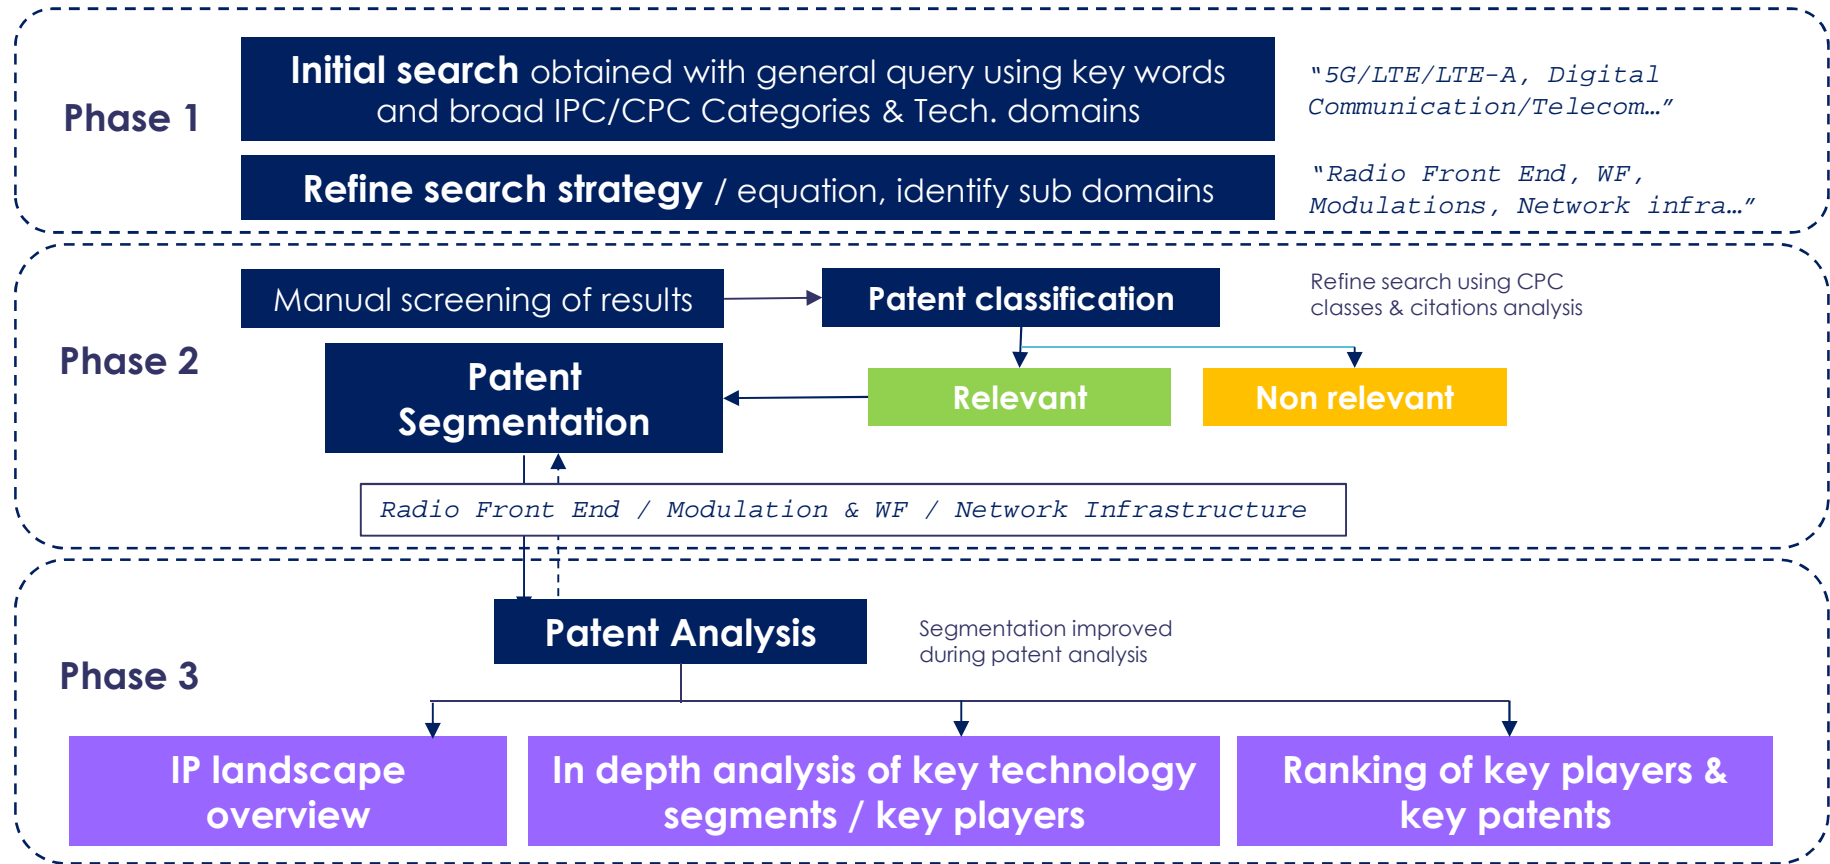 Phase 1
Initial search obtained with general query using key words
and broad IPC/CPC Categories & Tech. domains
"5G/LTE/LTE-A, Digital
Communication/Telecom…"
Refine search strategy / equation, identify sub domains
"Radio Front End, WF,
Modulations, Network infra…"
Phase 2
Manual screening of results
Patent classification
Refine search using CPC
classes & citations analysis
Patent
Segmentation
Relevant
Non relevant
Radio Front End / Modulation & WF / Network Infrastructure
Phase 3
Patent Analysis
Segmentation improved
during patent analysis
IP landscape
overview
In depth analysis of key technology
segments / key players
Ranking of key players &
key patents